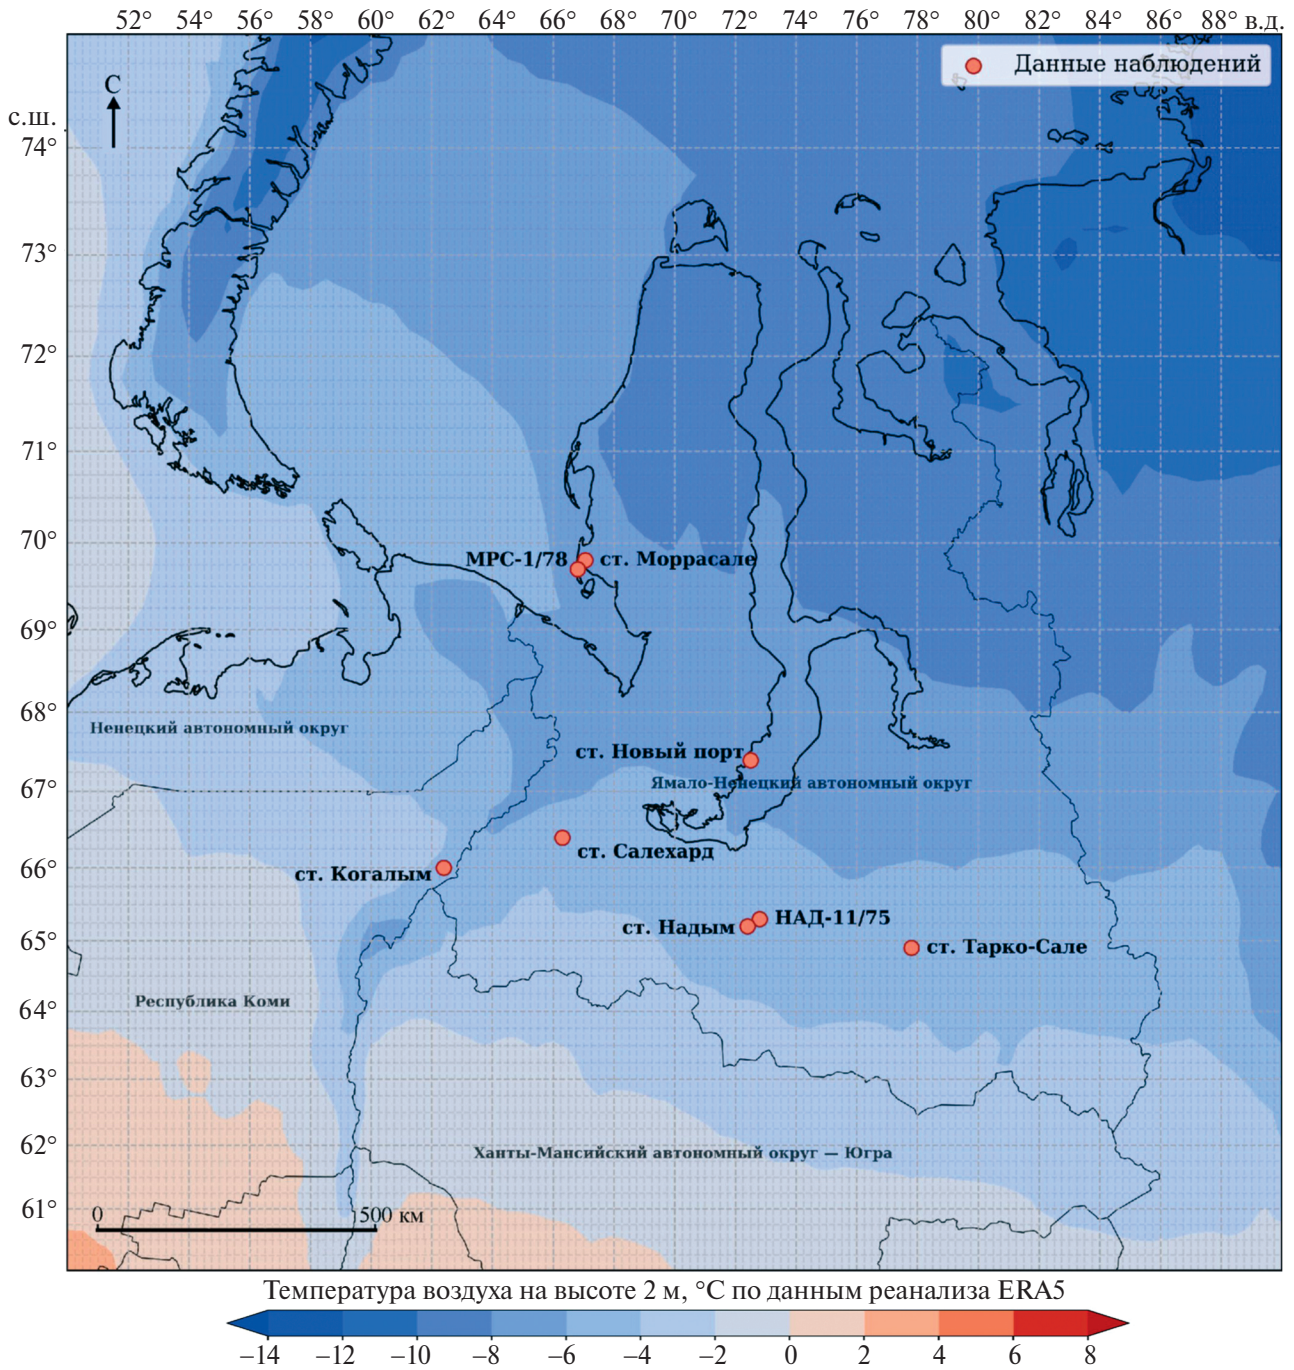 52° 54° 56° 58° 60° 62° 64° 66° 68° 70° 72° 74° 76° 78° 80° 82° 84° 86° 88° в.д.
Данные наблюдений
С
с.ш.
74°
73°
72°
71°
70°
МРС-1/78 ст. Моррасале
69°
68°
Ненецкий автономный округ
ст. Новый порт
Ямало-Ненецкий автономный округ
67°
ст. Салехард
66°
ст. Когалым
НАД-11/75
ст. Надым
65°
ст. Тарко-Сале
Республика Коми
64°
63°
62°
Ханты-Мансийский автономный округ — Югра
61°
0 500 км
Температура воздуха на высоте 2 м, °C по данным реанализа ERA5
−14 −12 −10 −8 −6 −4 −2 0 2 4 6 8